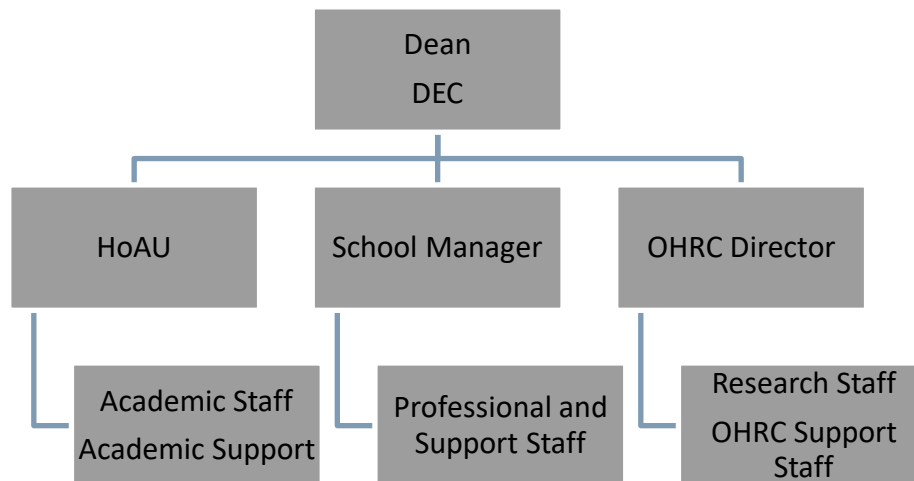 Dean
DEC
HoAU
School Manager
OHRC Director
Academic Staff
Academic Support
Professional and
Support Staff
Research Staff
OHRC Support
Staff